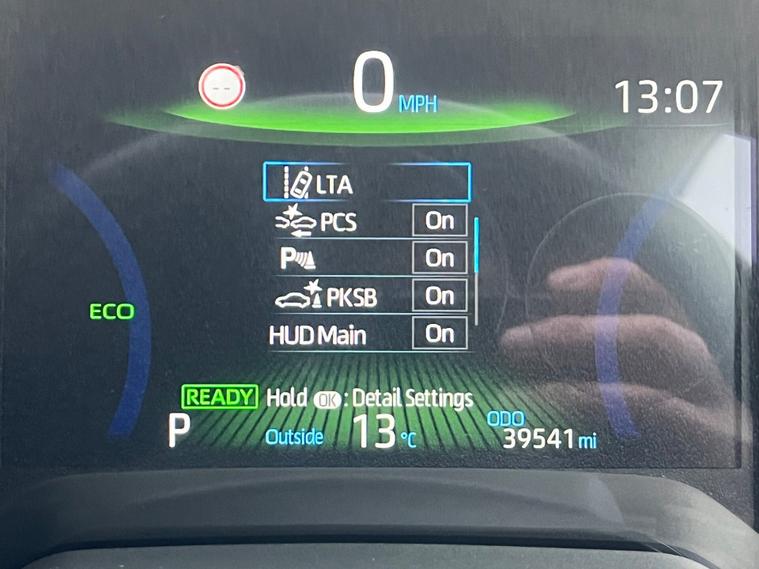 --
0 MPH
13:07
LTA
PCS On
P On
PKSB On
HUD Main On
ECO
READY Hold OK : Detail Settings
P Outside 13 °C ODO 39541 mi